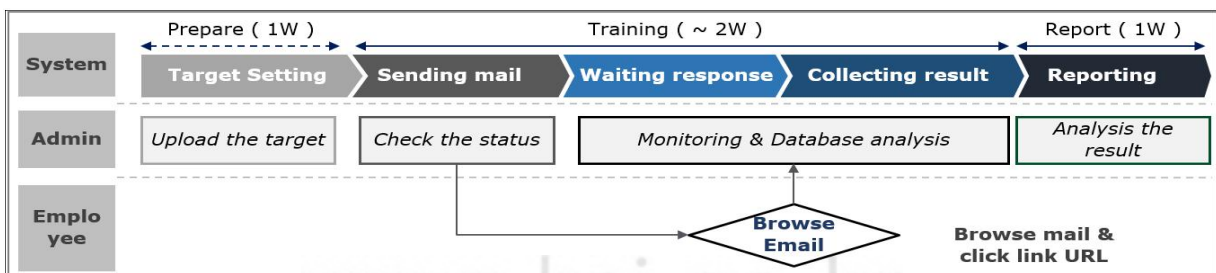 Prepare ( 1W )
Training ( ~ 2W )
Report ( 1W )
System
Target Setting
Sending mail
Waiting response
Collecting result
Reporting
Admin
Upload the target
Check the status
Monitoring & Database analysis
Analysis the
result
Emplo
yee
Browse
Email
Browse mail &
click link URL